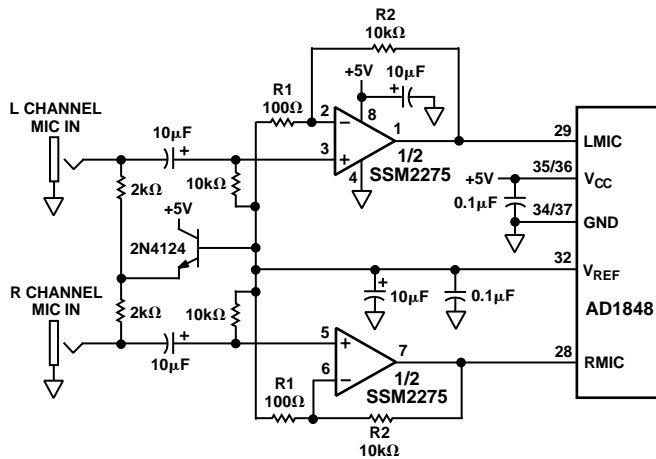 R2
10kΩ
+5V
10µF
+
R1
100Ω
2
8
1
–
L CHANNEL
MIC IN
10µF
+
3
+
4
1/2
SSM2275
29
LMIC
2kΩ
10kΩ
+5V
35/36
VCC
0.1µF
34/37
GND
+5V
2N4124
32
VREF
R CHANNEL
MIC IN
2kΩ
10kΩ
+
10µF
0.1µF
AD1848
+
10µF
5
+
7
28
RMIC
6
–
R1
100Ω
1/2
SSM2275
R2
10kΩ